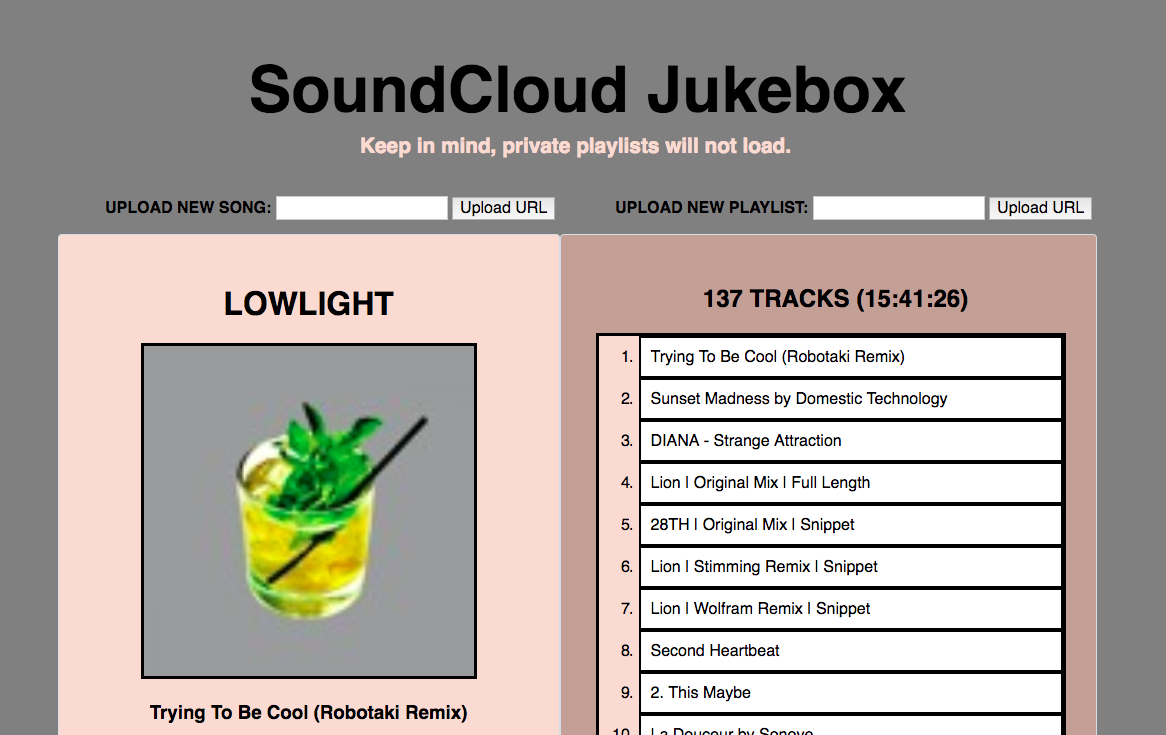 SoundCloud Jukebox
Keep in mind, private playlists will not load.
UPLOAD NEW SONG: Upload URL
UPLOAD NEW PLAYLIST: Upload URL
LOWLIGHT
Trying To Be Cool (Robotaki Remix)
137 TRACKS (15:41:26)
1. Trying To Be Cool (Robotaki Remix)
2. Sunset Madness by Domestic Technology
3. DIANA - Strange Attraction
4. Lion | Original Mix | Full Length
5. 28TH | Original Mix | Snippet
6. Lion | Stimming Remix | Snippet
7. Lion | Wolfram Remix | Snippet
8. Second Heartbeat
9. 2. This Maybe
10. La Douceur by